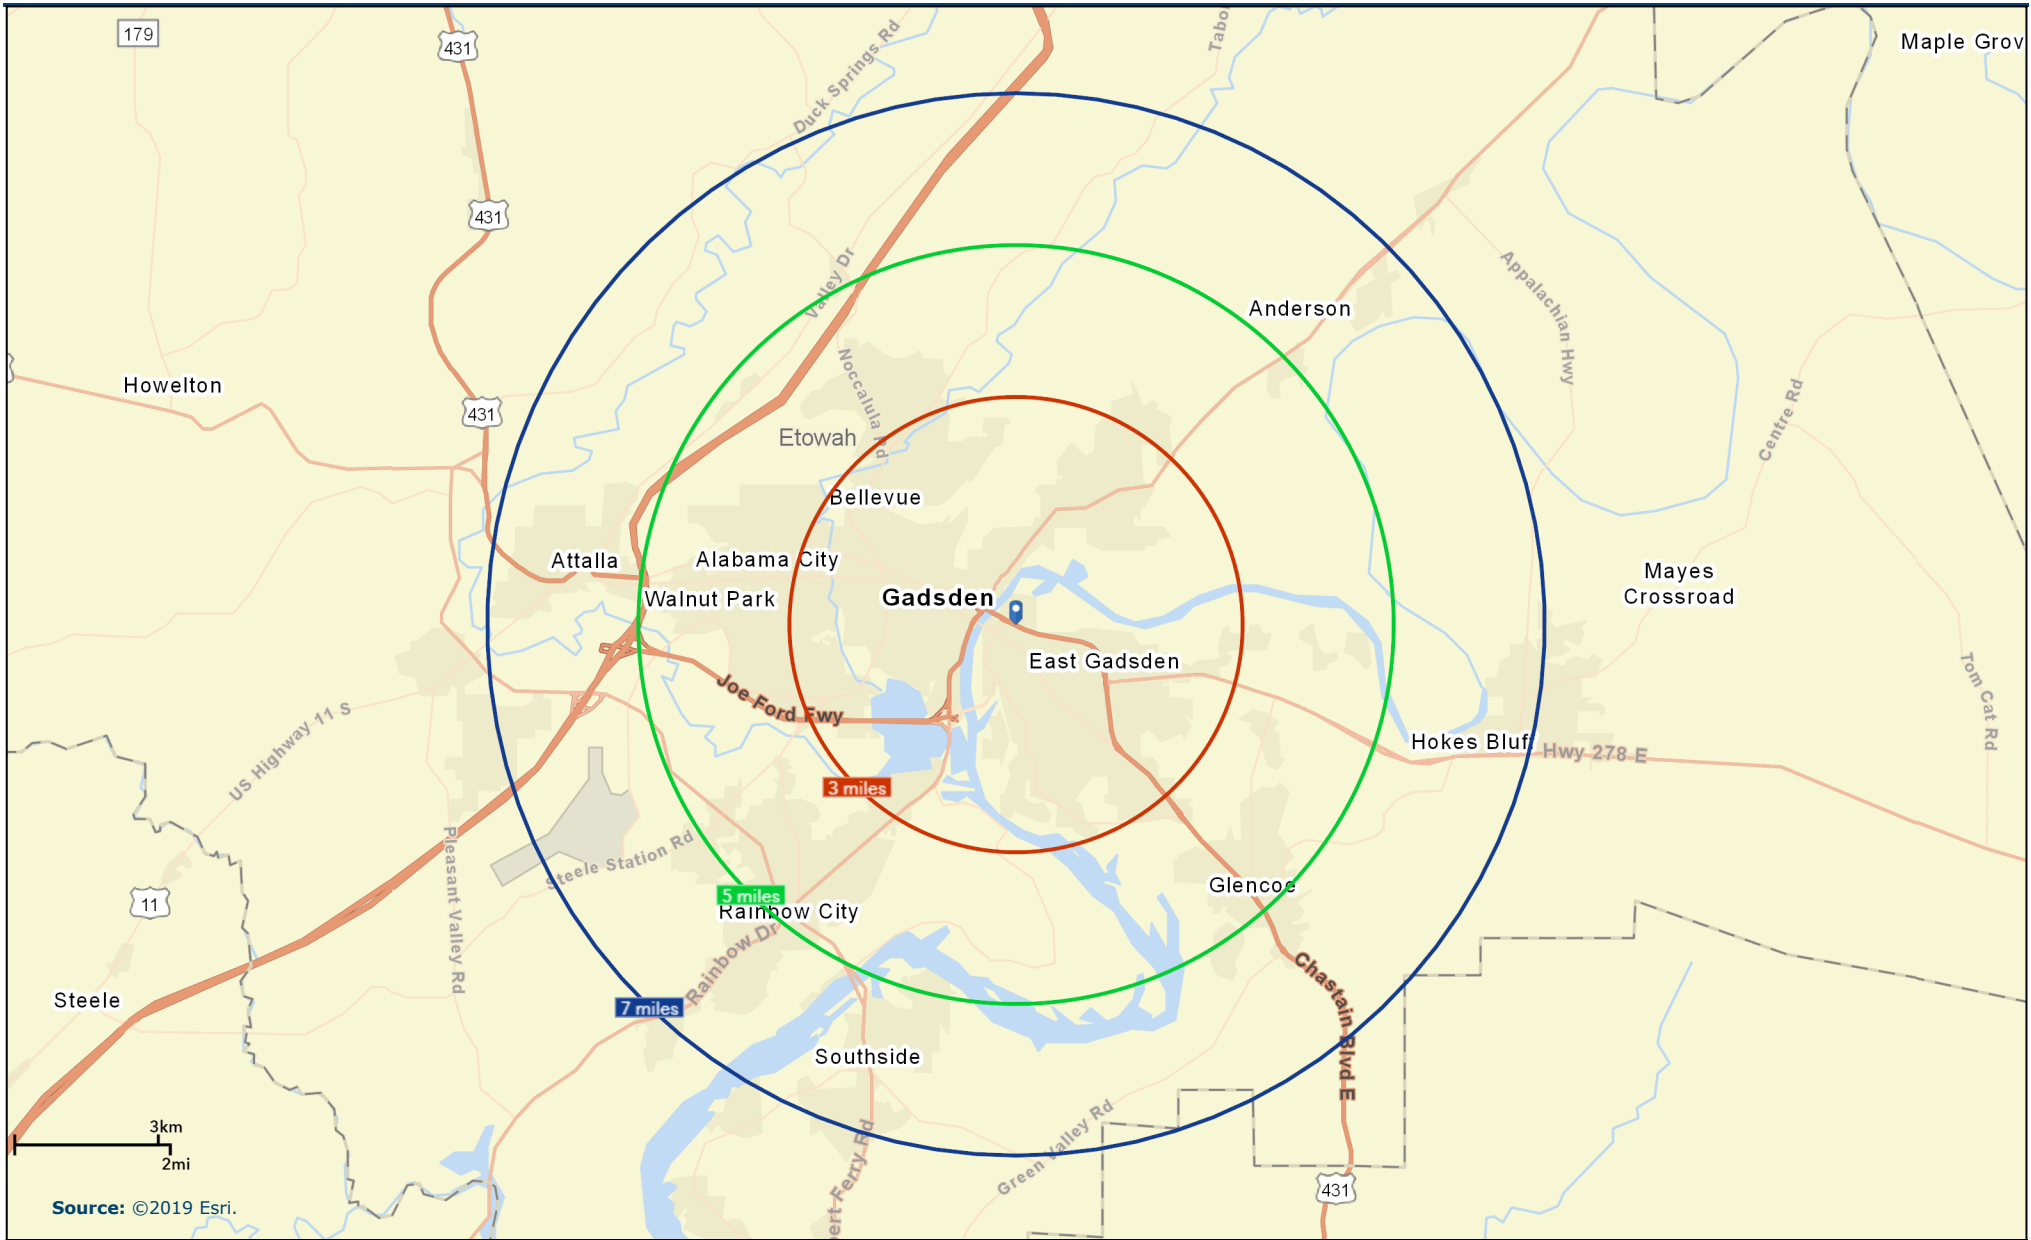 179
431
Duck Springs Rd
Tabo
Maple Grov
431
Valley Dr
Appalachian Hwy
Anderson
Noccalula Rd
Howelton
431
Centre Rd
Etowah
Bellevue
Attalla
Alabama City
Walnut Park
Gadsden
Mayes
Crossroad
East Gadsden
Joe Ford Fwy
US Highway 11 S
Tom Cat Rd
Hokes Bluff
Hwy 278 E
3 miles
Pleasant Valley Rd
Steele Station Rd
5 miles
Rainbow City
Glencoe
11
Rainbow Dr
Chastain Blvd E
Steele
7 miles
Southside
3km
2mi
Green Valley Rd
pert Ferry Rd
431
Source: ©2019 Esri.